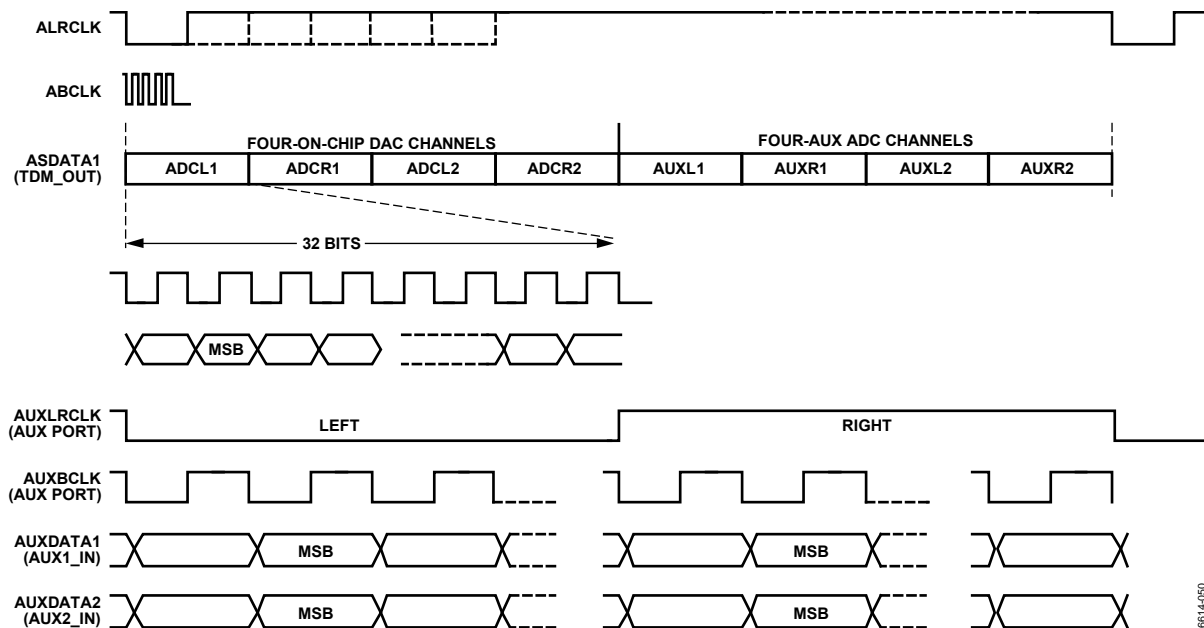 ALRCLK
ABCLK
FOUR-ON-CHIP DAC CHANNELS
FOUR-AUX ADC CHANNELS
ASDATA1
(TDM_OUT)
ADCL1
ADCR1
ADCL2
ADCR2
AUXL1
AUXR1
AUXL2
AUXR2
32 BITS
MSB
AUXLRCLK
(AUX PORT)
LEFT
RIGHT
AUXBCLK
(AUX PORT)
AUXDATA1
(AUX1_IN)
MSB
MSB
AUXDATA2
(AUX2_IN)
MSB
MSB
6614-050